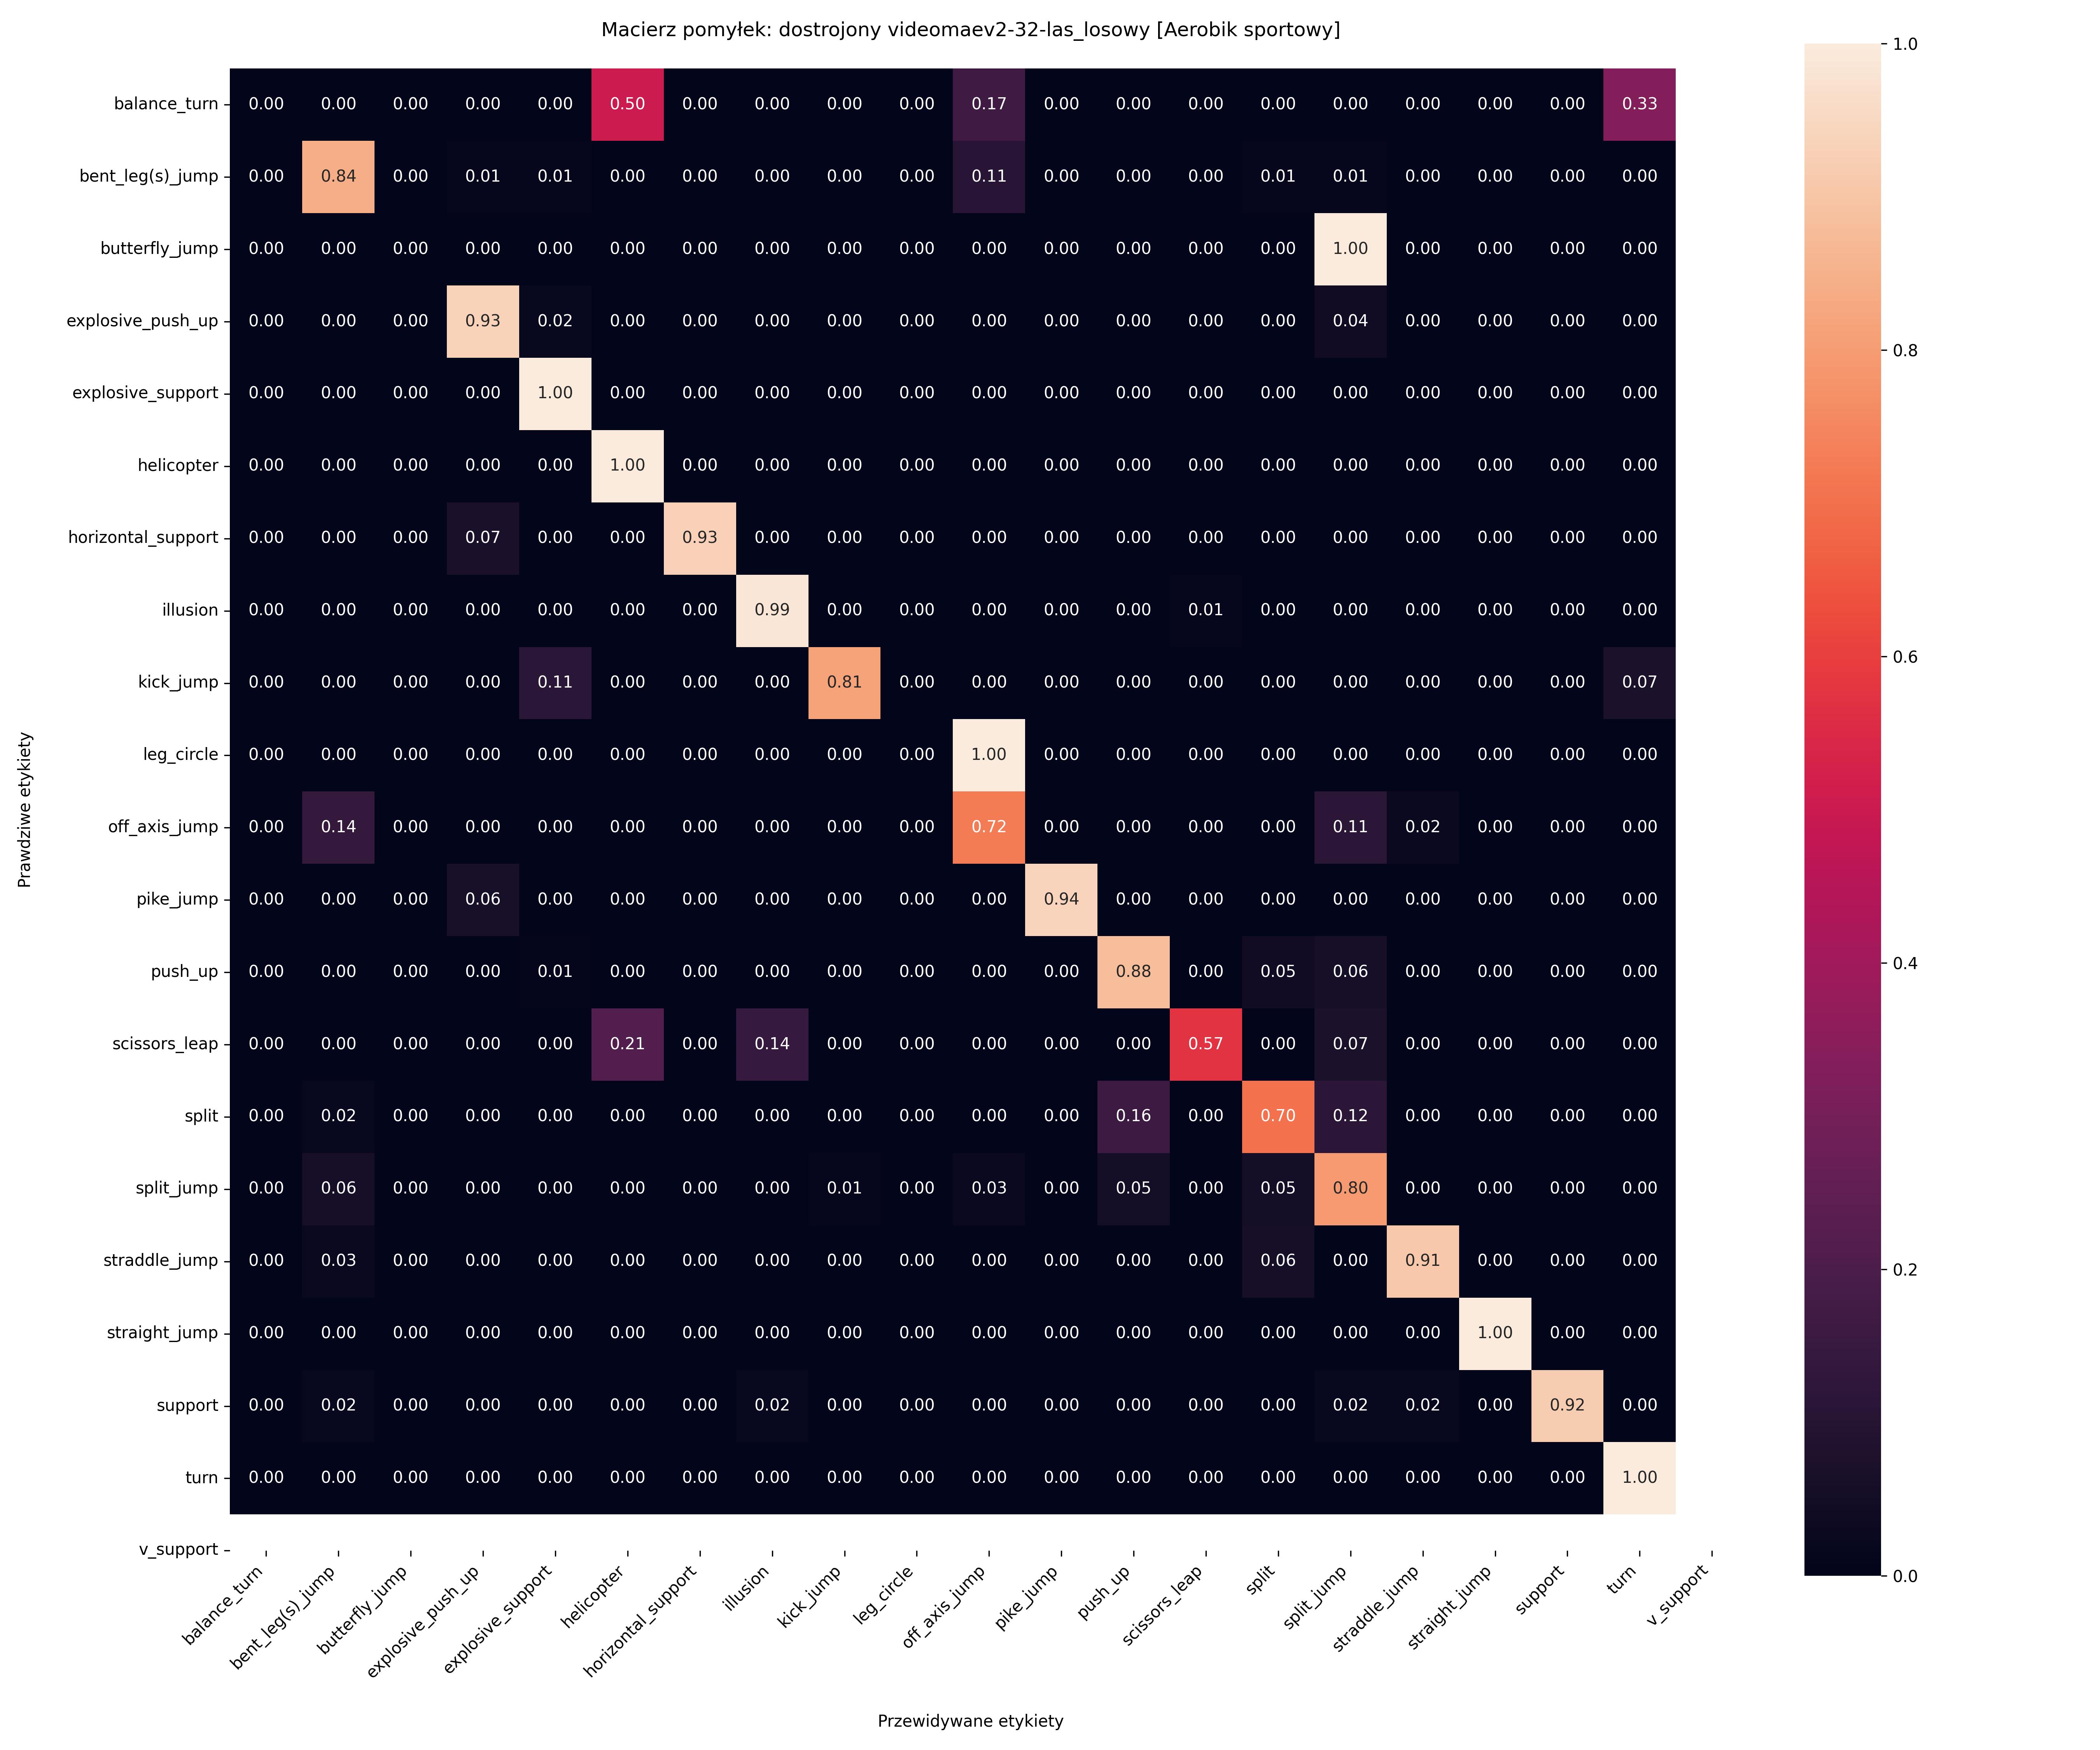 Macierz pomyłek: dostrojony videomaev2-32-las_losowy [Aerobik sportowy]
balance_turn 0.00 0.00 0.00 0.00 0.00 0.50 0.00 0.00 0.00 0.00 0.17 0.00 0.00 0.00 0.00 0.00 0.00 0.00 0.00 0.33
bent_leg(s)_jump 0.00 0.84 0.00 0.01 0.01 0.00 0.00 0.00 0.00 0.00 0.11 0.00 0.00 0.00 0.01 0.01 0.00 0.00 0.00 0.00
butterfly_jump 0.00 0.00 0.00 0.00 0.00 0.00 0.00 0.00 0.00 0.00 0.00 0.00 0.00 0.00 0.00 1.00 0.00 0.00 0.00 0.00
explosive_push_up 0.00 0.00 0.00 0.93 0.02 0.00 0.00 0.00 0.00 0.00 0.00 0.00 0.00 0.00 0.00 0.04 0.00 0.00 0.00 0.00
explosive_support 0.00 0.00 0.00 0.00 1.00 0.00 0.00 0.00 0.00 0.00 0.00 0.00 0.00 0.00 0.00 0.00 0.00 0.00 0.00 0.00
helicopter 0.00 0.00 0.00 0.00 0.00 1.00 0.00 0.00 0.00 0.00 0.00 0.00 0.00 0.00 0.00 0.00 0.00 0.00 0.00 0.00
horizontal_support 0.00 0.00 0.00 0.07 0.00 0.00 0.93 0.00 0.00 0.00 0.00 0.00 0.00 0.00 0.00 0.00 0.00 0.00 0.00 0.00
illusion 0.00 0.00 0.00 0.00 0.00 0.00 0.00 0.99 0.00 0.00 0.00 0.00 0.00 0.01 0.00 0.00 0.00 0.00 0.00 0.00
kick_jump 0.00 0.00 0.00 0.00 0.11 0.00 0.00 0.00 0.81 0.00 0.00 0.00 0.00 0.00 0.00 0.00 0.00 0.00 0.00 0.07
leg_circle 0.00 0.00 0.00 0.00 0.00 0.00 0.00 0.00 0.00 0.00 1.00 0.00 0.00 0.00 0.00 0.00 0.00 0.00 0.00 0.00
off_axis_jump 0.00 0.14 0.00 0.00 0.00 0.00 0.00 0.00 0.00 0.00 0.72 0.00 0.00 0.00 0.00 0.11 0.02 0.00 0.00 0.00
pike_jump 0.00 0.00 0.00 0.06 0.00 0.00 0.00 0.00 0.00 0.00 0.00 0.94 0.00 0.00 0.00 0.00 0.00 0.00 0.00 0.00
push_up 0.00 0.00 0.00 0.00 0.01 0.00 0.00 0.00 0.00 0.00 0.00 0.00 0.88 0.00 0.05 0.06 0.00 0.00 0.00 0.00
scissors_leap 0.00 0.00 0.00 0.00 0.00 0.21 0.00 0.14 0.00 0.00 0.00 0.00 0.00 0.57 0.00 0.07 0.00 0.00 0.00 0.00
split 0.00 0.02 0.00 0.00 0.00 0.00 0.00 0.00 0.00 0.00 0.00 0.00 0.16 0.00 0.70 0.12 0.00 0.00 0.00 0.00
split_jump 0.00 0.06 0.00 0.00 0.00 0.00 0.00 0.00 0.01 0.00 0.03 0.00 0.05 0.00 0.05 0.80 0.00 0.00 0.00 0.00
straddle_jump 0.00 0.03 0.00 0.00 0.00 0.00 0.00 0.00 0.00 0.00 0.00 0.00 0.00 0.00 0.06 0.00 0.91 0.00 0.00 0.00
straight_jump 0.00 0.00 0.00 0.00 0.00 0.00 0.00 0.00 0.00 0.00 0.00 0.00 0.00 0.00 0.00 0.00 0.00 1.00 0.00 0.00
support 0.00 0.02 0.00 0.00 0.00 0.00 0.00 0.02 0.00 0.00 0.00 0.00 0.00 0.00 0.00 0.02 0.02 0.00 0.92 0.00
turn 0.00 0.00 0.00 0.00 0.00 0.00 0.00 0.00 0.00 0.00 0.00 0.00 0.00 0.00 0.00 0.00 0.00 0.00 0.00 1.00
v_support
Prawdziwe etykiety
balance_turn
bent_leg(s)_jump
butterfly_jump
explosive_push_up
explosive_support
helicopter
horizontal_support
illusion
kick_jump
leg_circle
off_axis_jump
pike_jump
push_up
scissors_leap
split
split_jump
straddle_jump
straight_jump
support
turn
v_support
Przewidywane etykiety
1.0
0.8
0.6
0.4
0.2
0.0